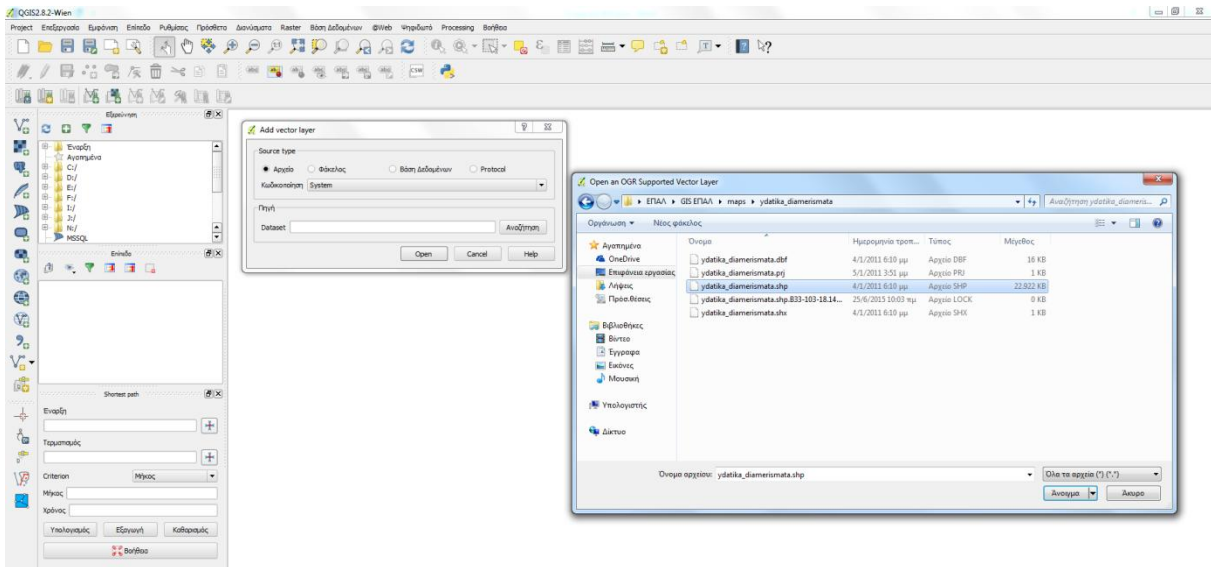 QGIS2.8.2-Wien
Project Επεξεργασία Εμφάνιση Επίπεδο Ρυθμίσεις Πρόσθετα Διανύσματα Raster Βάση Δεδομένων @Web Ψηφιδωτό Processing Βοήθεια
CSW
Εξερεύνηση
Έναρξη
Αγαπημένα
C:/
D:/
E:/
F:/
I:/
J:/
N:/
MSSQL
Επίπεδα
Shortest path
Έναρξη
Τερματισμός
Criterion Μήκος
Μήκος
Χρόνος
Υπολογισμός Εξαγωγή Καθαρισμός
Βοήθεια
Add vector layer
Source type
Αρχείο Φάκελος Βάση Δεδομένων Protocol
Κωδικοποίηση System
Πηγή
Dataset Αναζήτηση
Open Cancel Help
Open an OGR Supported Vector Layer
ΕΠΑΛ GIS ΕΠΑΛ maps ydatika_diamerismata
Αναζήτηση ydatika_diameris...
Οργάνωση Νέος φάκελος
Αγαπημένα
OneDrive
Επιφάνεια εργασίας
Λήψεις
Πρόσ.θέσεις
Βιβλιοθήκες
Βίντεο
Έγγραφα
Εικόνες
Μουσική
Υπολογιστής
Δίκτυο
Όνομα Ημερομηνία τροπ... Τύπος Μέγεθος
ydatika_diamerismata.dbf 4/1/2011 6:10 μμ Αρχείο DBF 16 KB
ydatika_diamerismata.prj 5/1/2011 3:51 μμ Αρχείο PRJ 1 KB
ydatika_diamerismata.shp 4/1/2011 6:10 μμ Αρχείο SHP 22.922 KB
ydatika_diamerismata.shp.B33-103-18.14... 25/6/2015 10:03 πμ Αρχείο LOCK 0 KB
ydatika_diamerismata.shx 4/1/2011 6:10 μμ Αρχείο SHX 1 KB
Όνομα αρχείου: ydatika_diamerismata.shp
Όλα τα αρχεία (*) (*.*)
Άνοιγμα Άκυρο